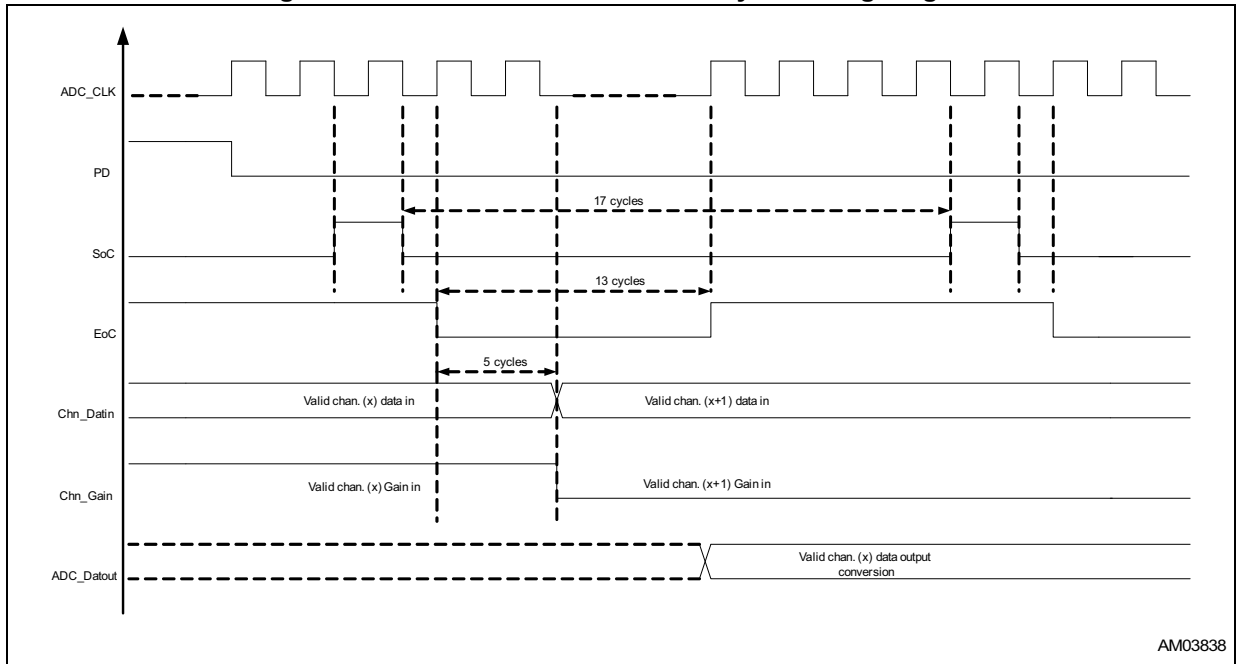 ADC_CLK
PD
17 cycles
SoC
13 cycles
EoC
5 cycles
Chn_Datin
Valid chan. (x) data in
Valid chan. (x+1) data in
Chn_Gain
Valid chan. (x) Gain in
Valid chan. (x+1) Gain in
ADC_Datout
Valid chan. (x) data output
conversion
AM03838